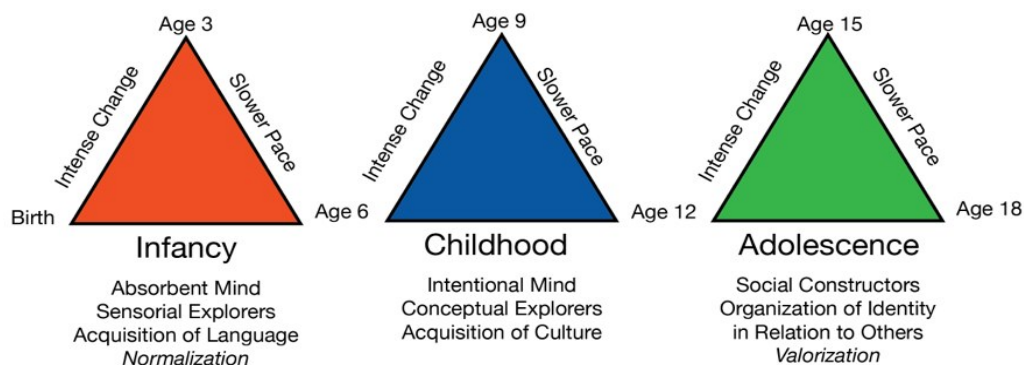 Age 3
Intense Change
Slower Pace
Birth
Age 6
Infancy
Absorbent Mind
Sensorial Explorers
Acquisition of Language
Normalization
Age 9
Intense Change
Slower Pace
Age 12
Childhood
Intentional Mind
Conceptual Explorers
Acquisition of Culture
Age 15
Intense Change
Slower Pace
Age 18
Adolescence
Social Constructors
Organization of Identity
in Relation to Others
Valorization